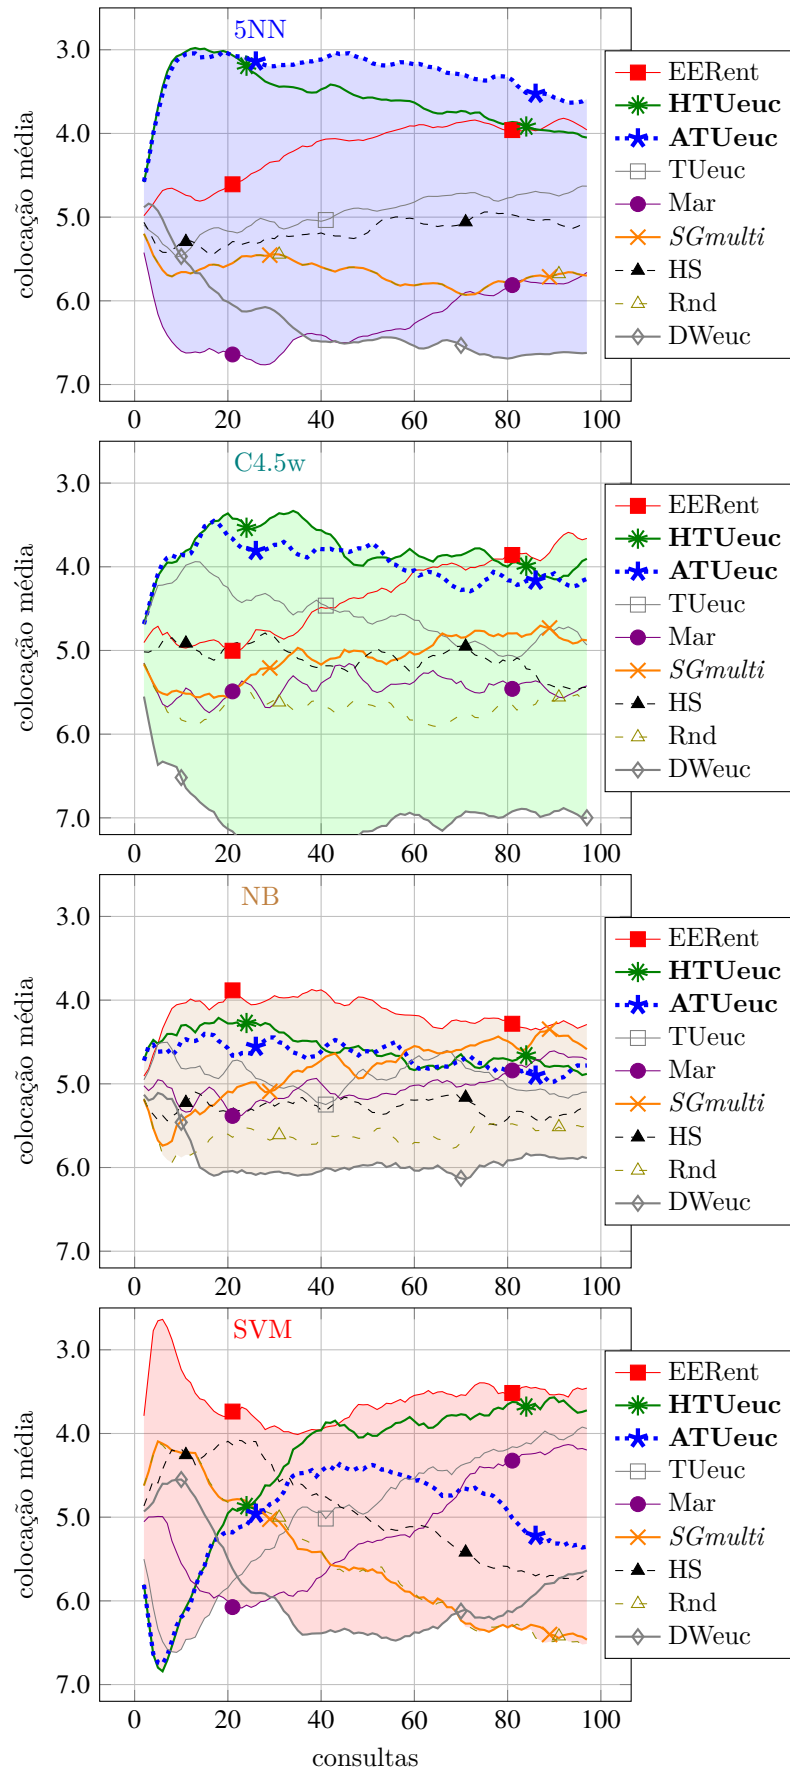 5NN
3.0
4.0
5.0
6.0
7.0
colocação média
0 20 40 60 80 100
EERent
HTUeuc
ATUeuc
TUeuc
Mar
SGmulti
HS
Rnd
DWeuc
C4.5w
3.0
4.0
5.0
6.0
7.0
colocação média
0 20 40 60 80 100
EERent
HTUeuc
ATUeuc
TUeuc
Mar
SGmulti
HS
Rnd
DWeuc
NB
3.0
4.0
5.0
6.0
7.0
colocação média
0 20 40 60 80 100
EERent
HTUeuc
ATUeuc
TUeuc
Mar
SGmulti
HS
Rnd
DWeuc
SVM
3.0
4.0
5.0
6.0
7.0
colocação média
0 20 40 60 80 100
EERent
HTUeuc
ATUeuc
TUeuc
Mar
SGmulti
HS
Rnd
DWeuc
consultas